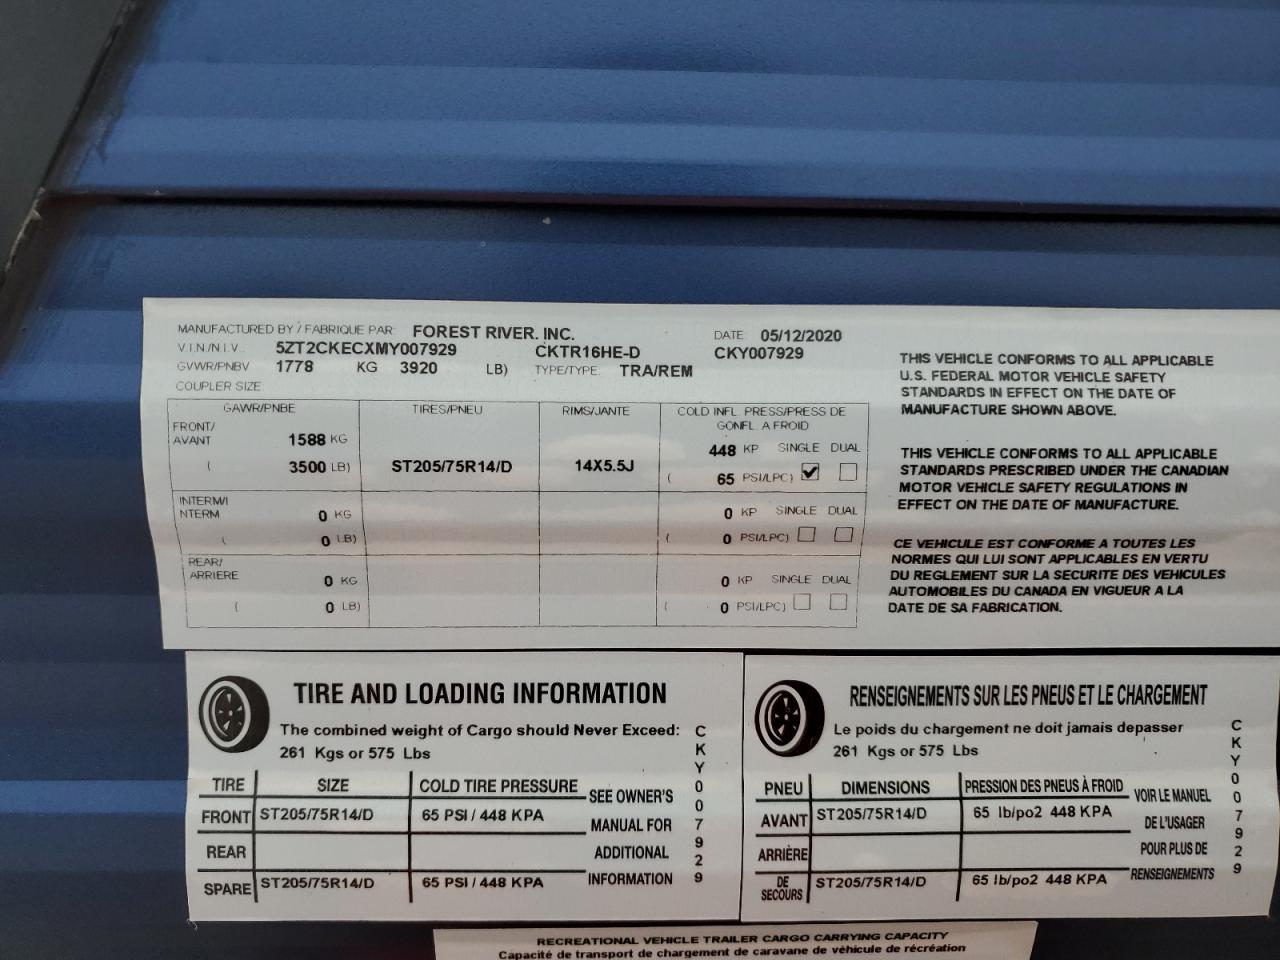 MANUFACTURED BY / FABRIQUE PAR: FOREST RIVER. INC. DATE 05/12/2020
V.I.N./N.I.V.. 5ZT2CKECXMY007929 CKTR16HE-D CKY007929
GVWR/PNBV 1778 KG 3920 LB) TYPE/TYPE: TRA/REM
COUPLER SIZE
GAWR/PNBE TIRES/PNEU RIMS/JANTE COLD INFL PRESS/PRESS DE
GONFL. A FROID
FRONT/
AVANT 1588 KG 448 KP SINGLE DUAL
( 3500 LB) ST205/75R14/D 14X5.5J ( 65 PSI/LPC)
INTERM/I
NTERM 0 KG 0 KP SINGLE DUAL
( 0 LB) ( 0 PSI/LPC)
REAR/
ARRIERE 0 KG 0 KP SINGLE DUAL
( 0 LB) ( 0 PSI/LPC)
THIS VEHICLE CONFORMS TO ALL APPLICABLE
U.S. FEDERAL MOTOR VEHICLE SAFETY
STANDARDS IN EFFECT ON THE DATE OF
MANUFACTURE SHOWN ABOVE.
THIS VEHICLE CONFORMS TO ALL APPLICABLE
STANDARDS PRESCRIBED UNDER THE CANADIAN
MOTOR VEHICLE SAFETY REGULATIONS IN
EFFECT ON THE DATE OF MANUFACTURE.
CE VEHICULE EST CONFORME A TOUTES LES
NORMES QUI LUI SONT APPLICABLES EN VERTU
DU REGLEMENT SUR LA SECURITE DES VEHICULES
AUTOMOBILES DU CANADA EN VIGUEUR A LA
DATE DE SA FABRICATION.
TIRE AND LOADING INFORMATION
The combined weight of Cargo should Never Exceed:
261 Kgs or 575 Lbs
TIRE SIZE COLD TIRE PRESSURE
FRONT ST205/75R14/D 65 PSI / 448 KPA
REAR
SPARE ST205/75R14/D 65 PSI / 448 KPA
SEE OWNER'S
MANUAL FOR
ADDITIONAL
INFORMATION
CKY007929
RENSEIGNEMENTS SUR LES PNEUS ET LE CHARGEMENT
Le poids du chargement ne doit jamais depasser
261 Kgs or 575 Lbs
PNEU DIMENSIONS PRESSION DES PNEUS À FROID
AVANT ST205/75R14/D 65 lb/po2 448 KPA
ARRIÈRE
DE
SECOURS ST205/75R14/D 65 lb/po2 448 KPA
VOIR LE MANUEL
DE L'USAGER
POUR PLUS DE
RENSEIGNEMENTS
CKY007929
RECREATIONAL VEHICLE TRAILER CARGO CARRYING CAPACITY
Capacité de transport de chargement de caravane de véhicule de récréation